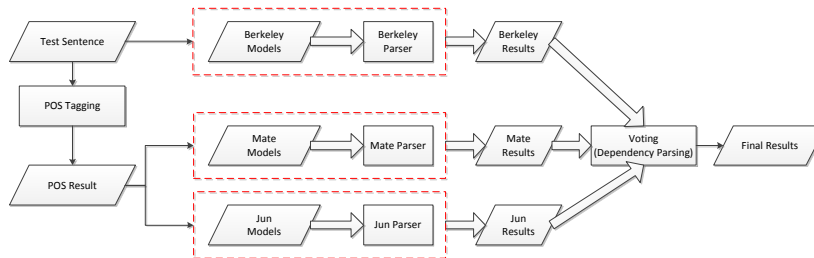 Test Sentence
Berkeley
Models
Berkeley
Parser
Berkeley
Results
POS Tagging
Mate
Models
Mate Parser
Mate
Results
Voting
(Dependency Parsing)
Final Results
POS Result
Jun
Models
Jun Parser
Jun
Results